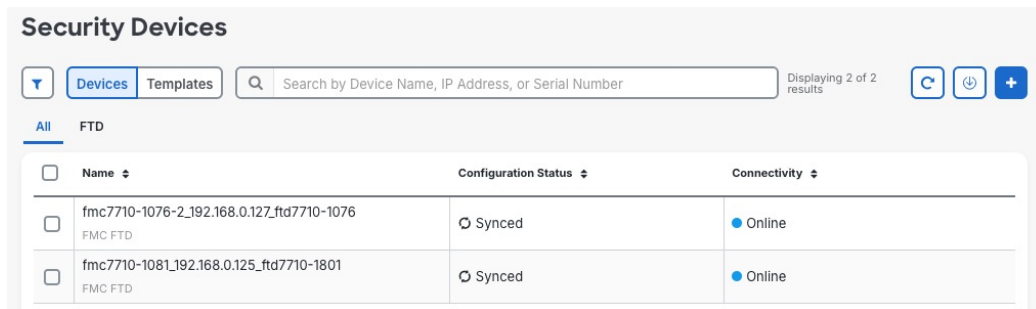 Security Devices
Devices Templates Search by Device Name, IP Address, or Serial Number Displaying 2 of 2
results
All FTD
Name Configuration Status Connectivity
fmc7710-1076-2_192.168.0.127_ftd7710-1076
FMC FTD
Synced Online
fmc7710-1081_192.168.0.125_ftd7710-1801
FMC FTD
Synced Online